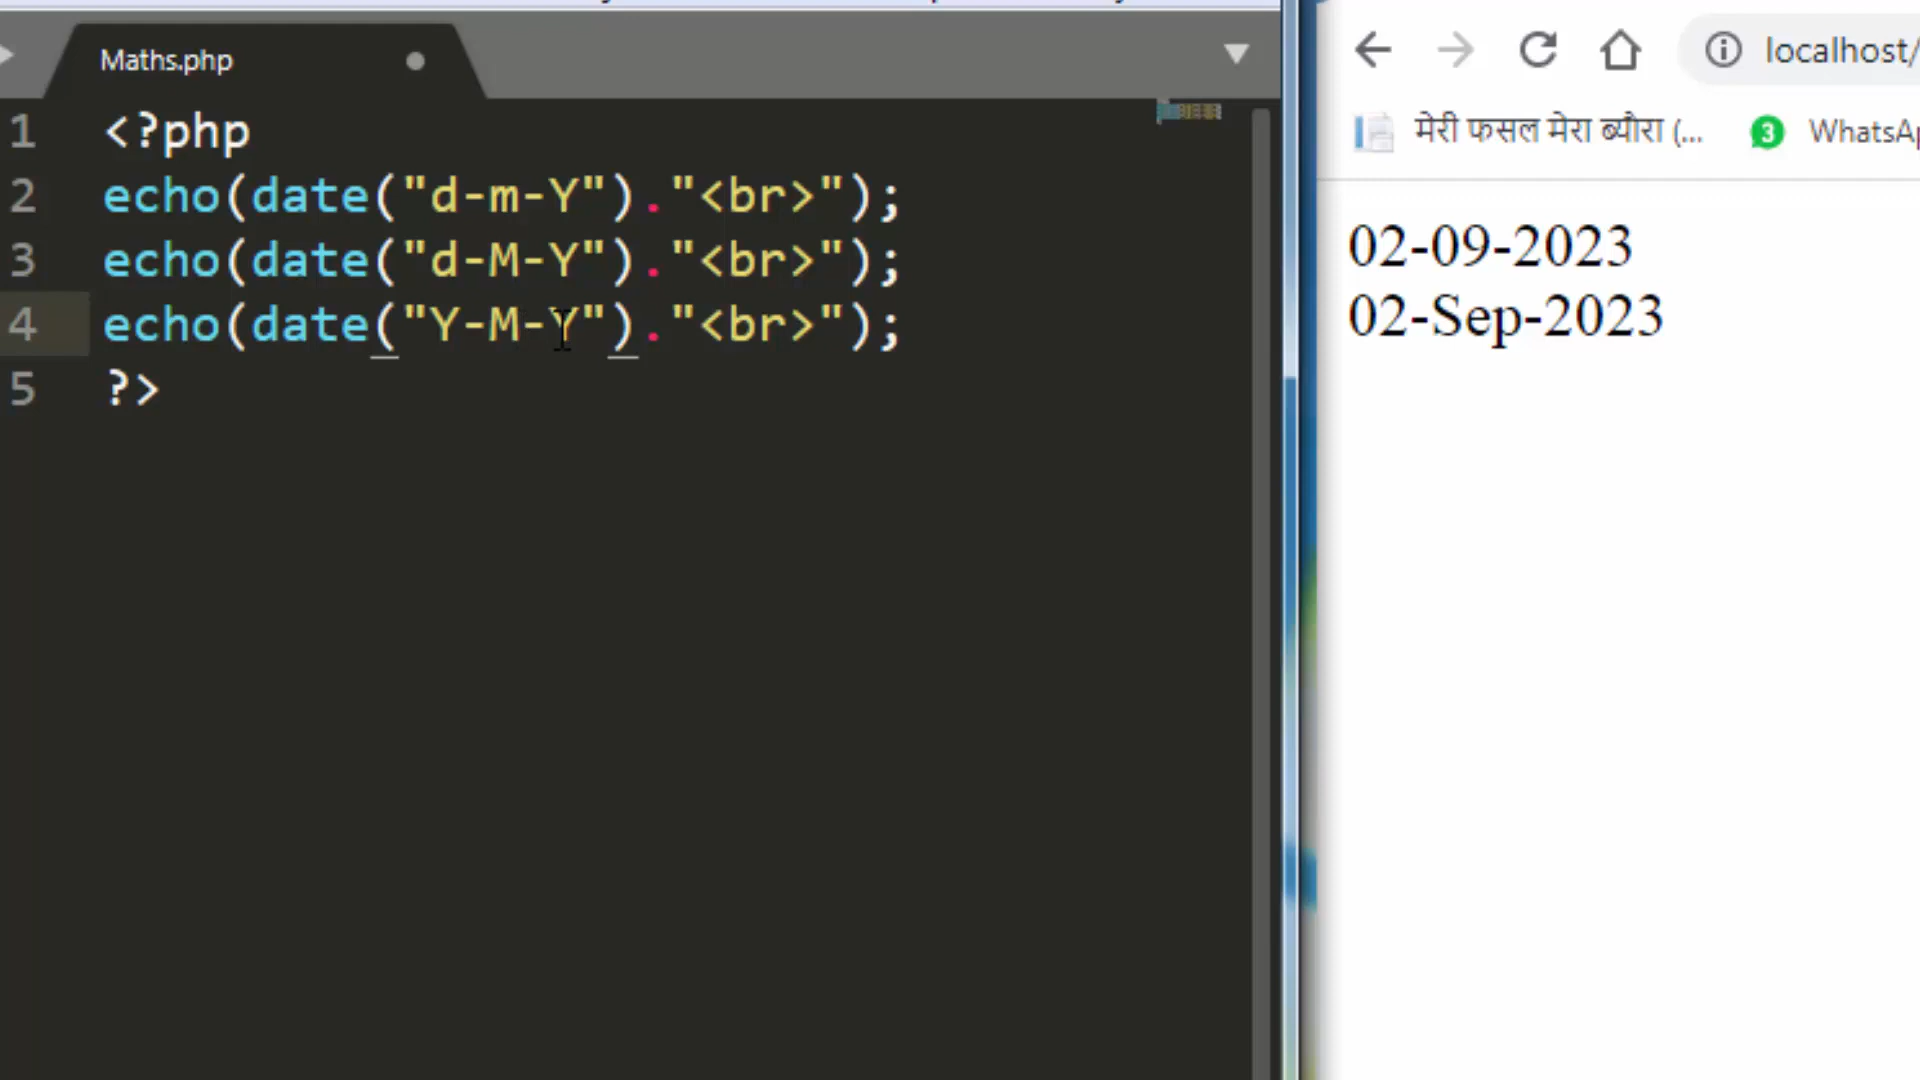 Maths.php
1 <?php
2 echo(date("d-m-Y")."<br>");
3 echo(date("d-M-Y")."<br>");
4 echo(date("Y-M-Y")."<br>");
5 ?>
localhost/
मेरी फसल मेरा ब्यौरा (...
3 WhatsAp
02-09-2023
02-Sep-2023